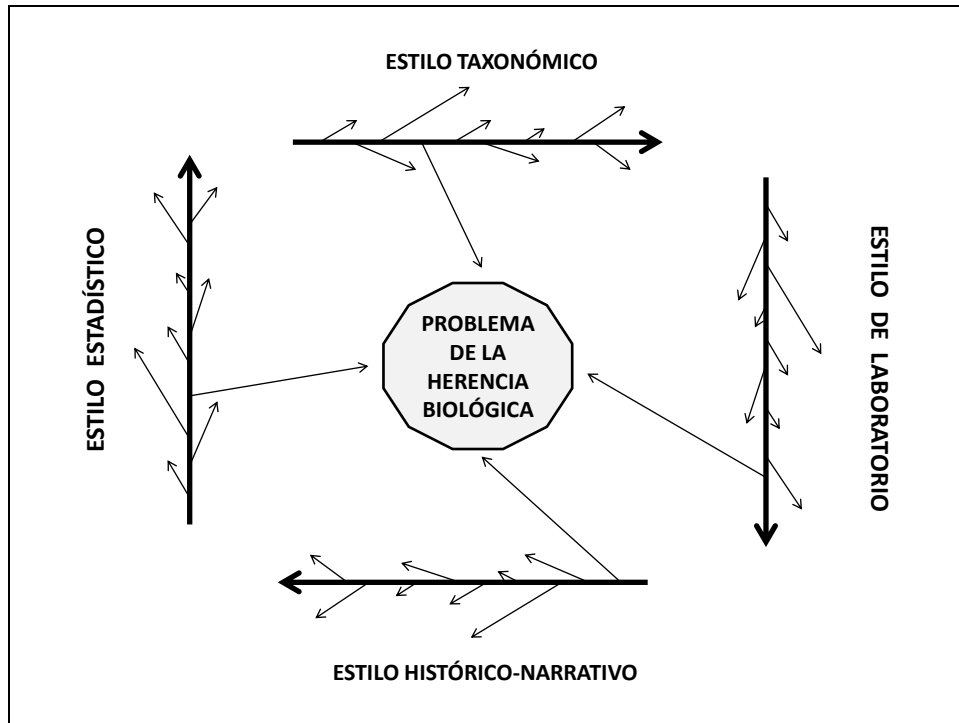 ESTILO TAXONÓMICO
ESTILO ESTADÍSTICO
PROBLEMA
DE LA
HERENCIA
BIOLÓGICA
ESTILO DE LABORATORIO
ESTILO HISTÓRICO-NARRATIVO